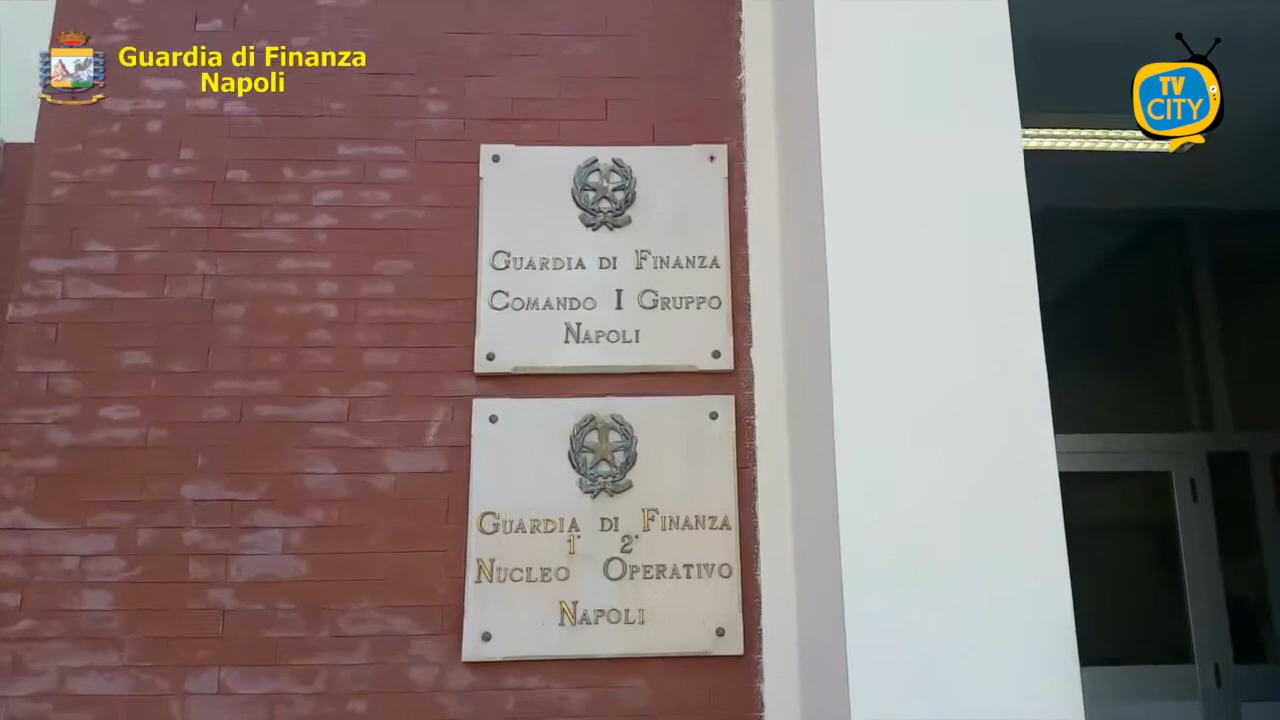 Guardia di Finanza
Napoli
TV
CITY
GUARDIA DI FINANZA
COMANDO I GRUPPO
NAPOLI
GUARDIA DI FINANZA
1° 2°
NUCLEO OPERATIVO
NAPOLI